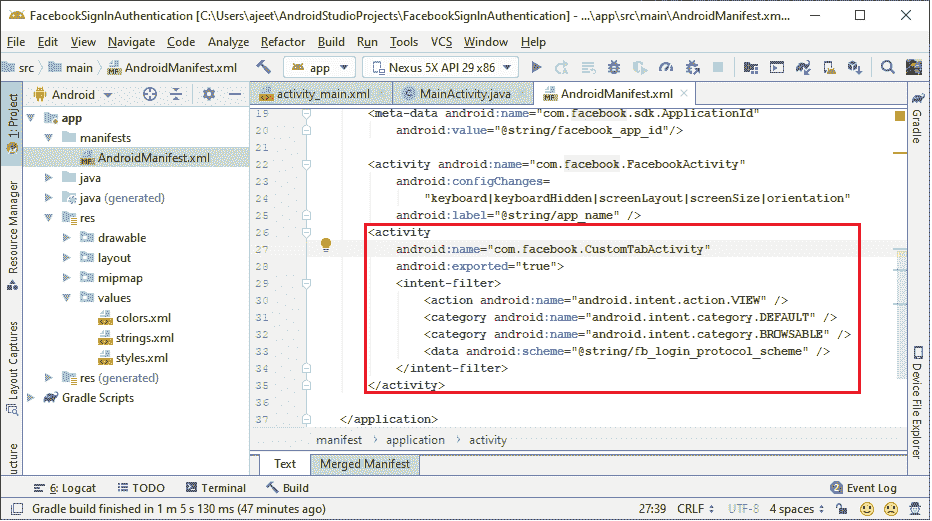 FacebookSignInAuthentication [C:\Users\ajeet\AndroidStudioProjects\FacebookSignInAuthentication] - ...\app\src\main\AndroidManifest.xml...
File Edit View Navigate Code Analyze Refactor Build Run Tools VCS Window Help
src main AndroidManifest.xml app Nexus 5X API 29 x86
1: Project
Resource Manager
Layout Captures
ucture
Android
app
manifests
AndroidManifest.xml
java
java (generated)
res
drawable
layout
mipmap
values
colors.xml
strings.xml
styles.xml
res (generated)
Gradle Scripts
activity_main.xml MainActivity.java AndroidManifest.xml
19 <meta-data android:name="com.facebook.sdk.ApplicationId"
20 android:value="@string/facebook_app_id"/>
21
22 <activity android:name="com.facebook.FacebookActivity"
23 android:configChanges=
24 "keyboard|keyboardHidden|screenLayout|screenSize|orientation"
25 android:label="@string/app_name" />
26 <activity
27 android:name="com.facebook.CustomTabActivity"
28 android:exported="true">
29 <intent-filter>
30 <action android:name="android.intent.action.VIEW" />
31 <category android:name="android.intent.category.DEFAULT" />
32 <category android:name="android.intent.category.BROWSABLE" />
33 <data android:scheme="@string/fb_login_protocol_scheme" />
34 </intent-filter>
35 </activity>
36
37 </application>
manifest application activity
Text Merged Manifest
Gradle
Device File Explorer
6: Logcat TODO Terminal Build 2 Event Log
Gradle build finished in 1 m 5 s 130 ms (47 minutes ago) 27:39 CRLF UTF-8 4 spaces